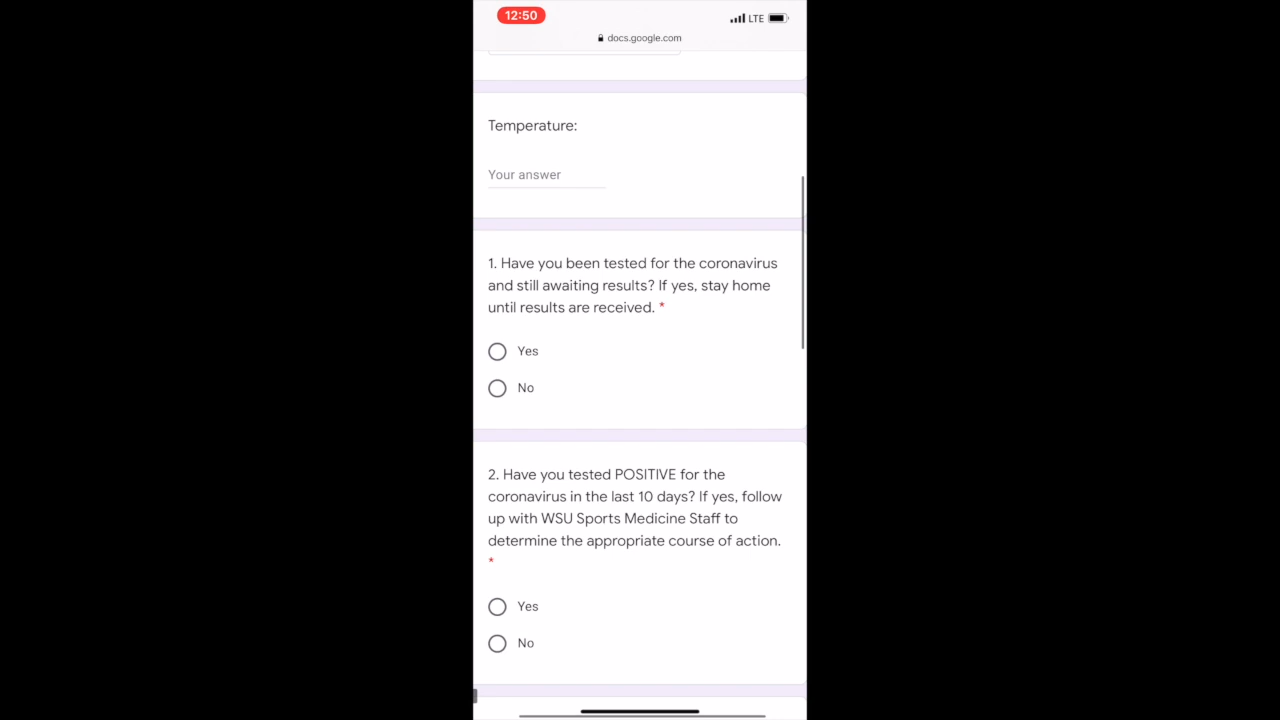 12:50
LTE
docs.google.com
Temperature:
Your answer
1. Have you been tested for the coronavirus
and still awaiting results? If yes, stay home
until results are received. *
Yes
No
2. Have you tested POSITIVE for the
coronavirus in the last 10 days? If yes, follow
up with WSU Sports Medicine Staff to
determine the appropriate course of action.
*
Yes
No